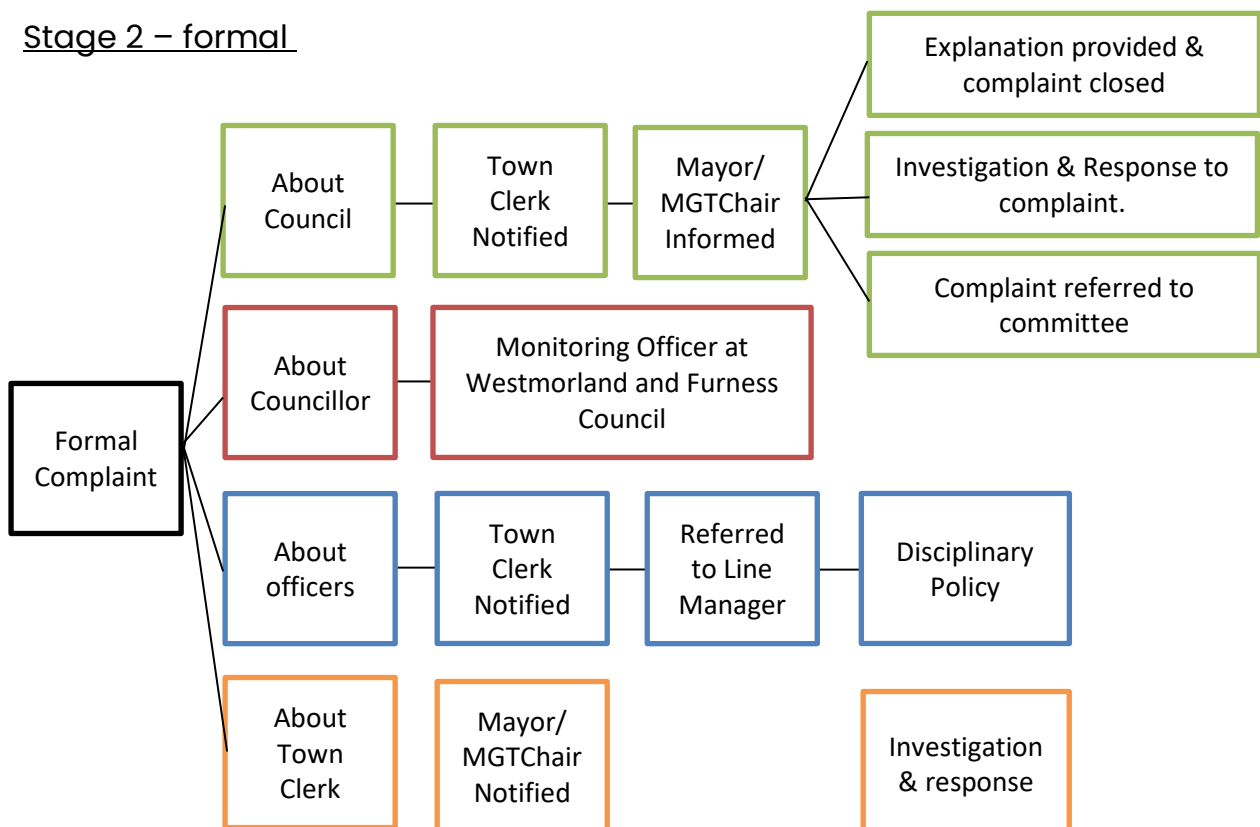 Stage 2 – formal
Explanation provided &
complaint closed
About
Council
Town
Clerk
Notified
Mayor/
MGTChair
Informed
Investigation & Response to
complaint.
Complaint referred to
committee
About
Councillor
Monitoring Officer at
Westmorland and Furness
Council
Formal
Complaint
About
officers
Town
Clerk
Notified
Referred
to Line
Manager
Disciplinary
Policy
About
Town
Clerk
Mayor/
MGTChair
Notified
Investigation
& response